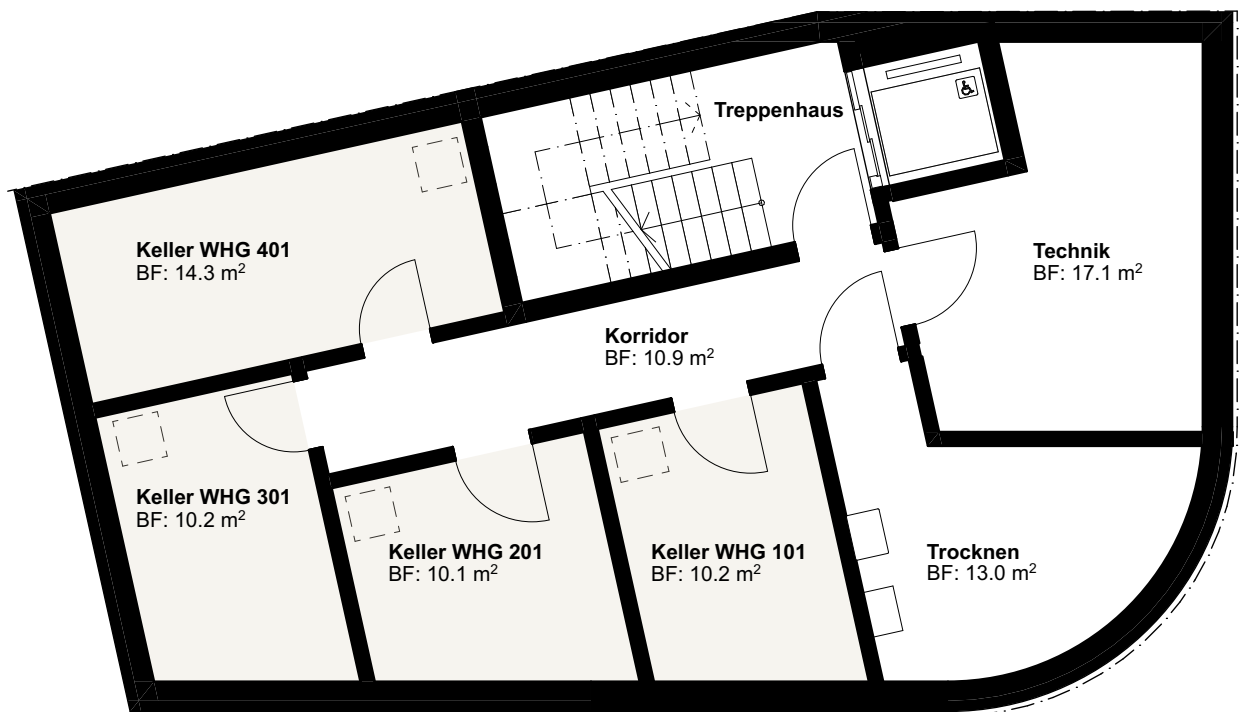 Treppenhaus
Keller WHG 401
BF: 14.3 m²
Technik
BF: 17.1 m²
Korridor
BF: 10.9 m²
Keller WHG 301
BF: 10.2 m²
Keller WHG 201
BF: 10.1 m²
Keller WHG 101
BF: 10.2 m²
Trocknen
BF: 13.0 m²